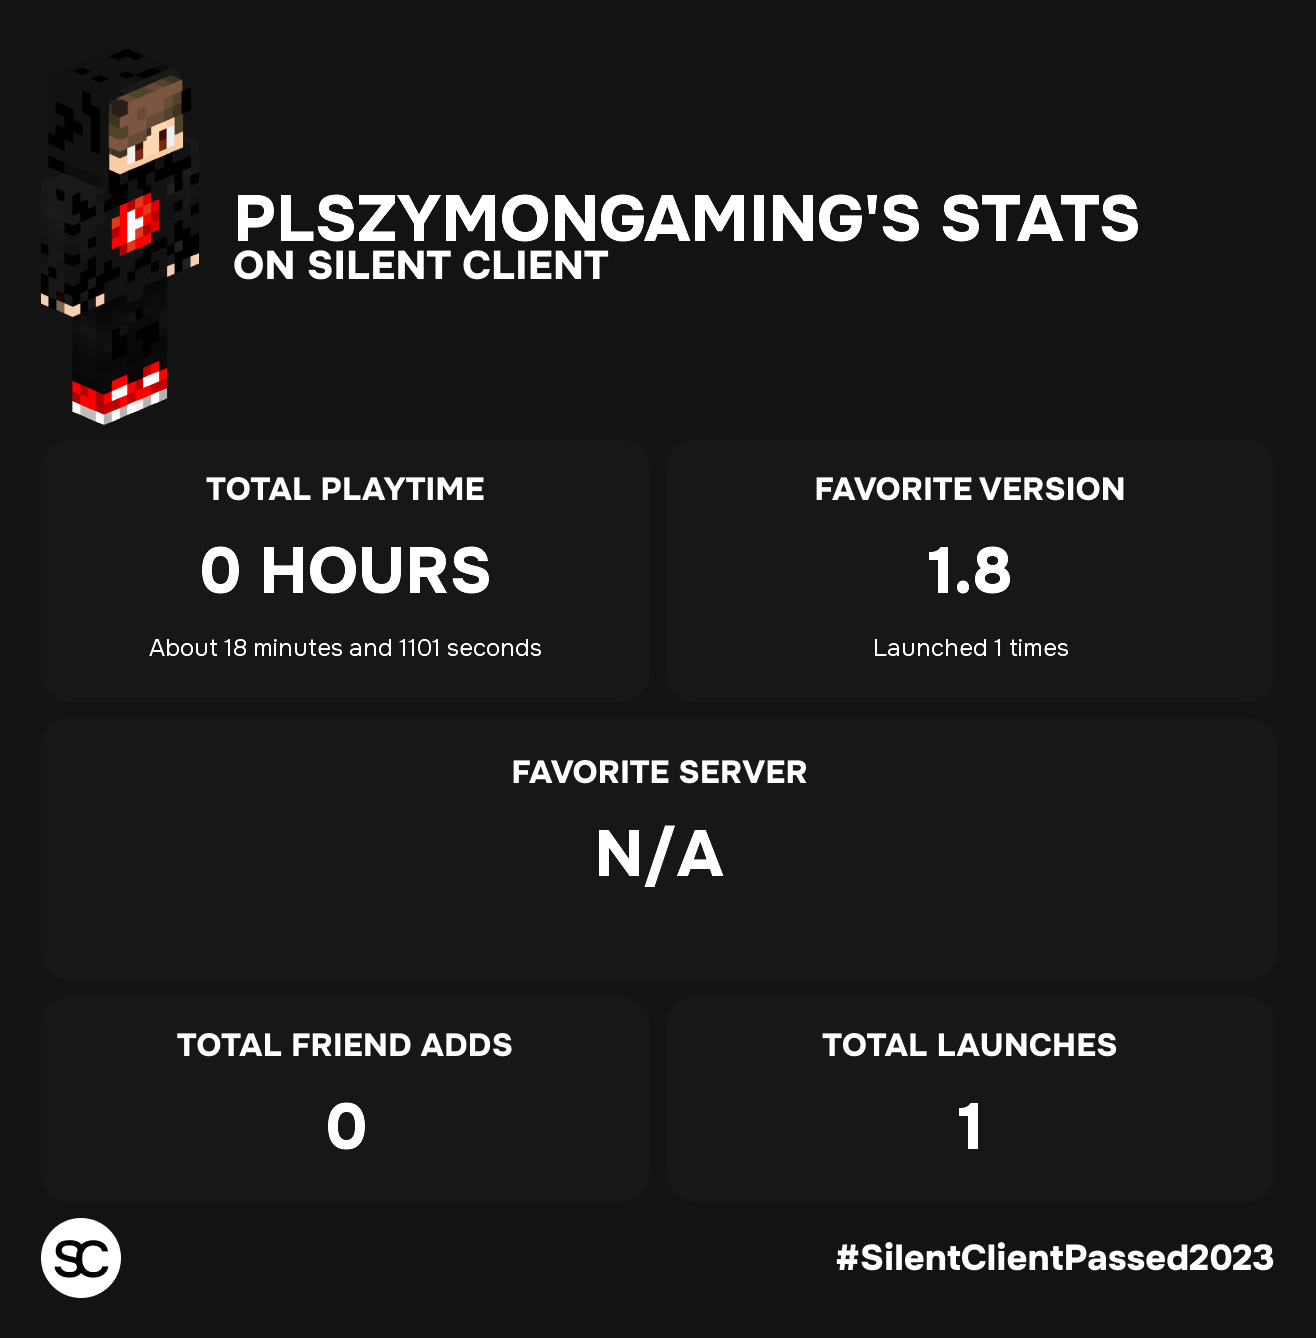 PLSZYMONGAMING'S STATS
ON SILENT CLIENT
TOTAL PLAYTIME
0 HOURS
About 18 minutes and 1101 seconds
FAVORITE VERSION
1.8
Launched 1 times
FAVORITE SERVER
N/A
TOTAL FRIEND ADDS
0
TOTAL LAUNCHES
1
SC
#SilentClientPassed2023